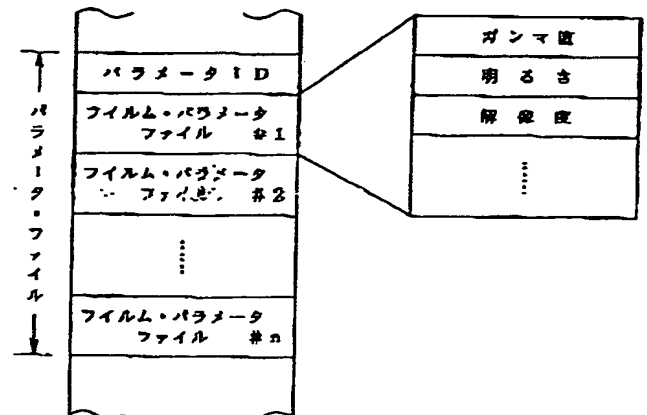 パラメータID
フィルム・パラメータ
ファイル #1
フィルム・パラメータ
ファイル #2
フィルム・パラメータ
ファイル #n
パラメータ・ファイル
ガンマ値
明るさ
解像度